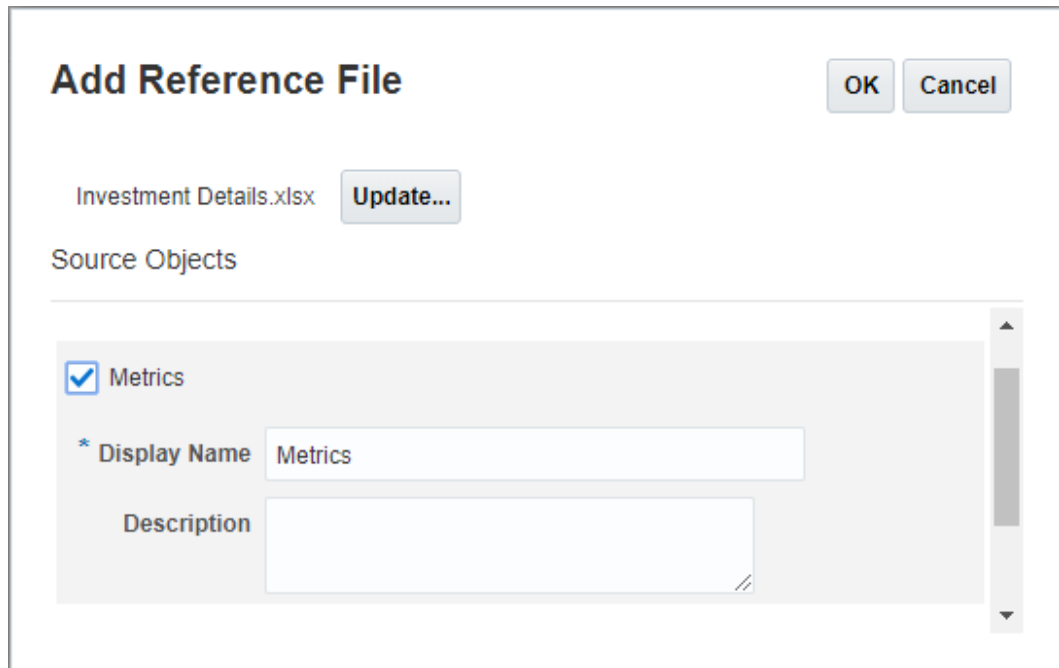 Add Reference File
OK Cancel
Investment Details.xlsx Update...
Source Objects
Metrics
* Display Name Metrics
Description